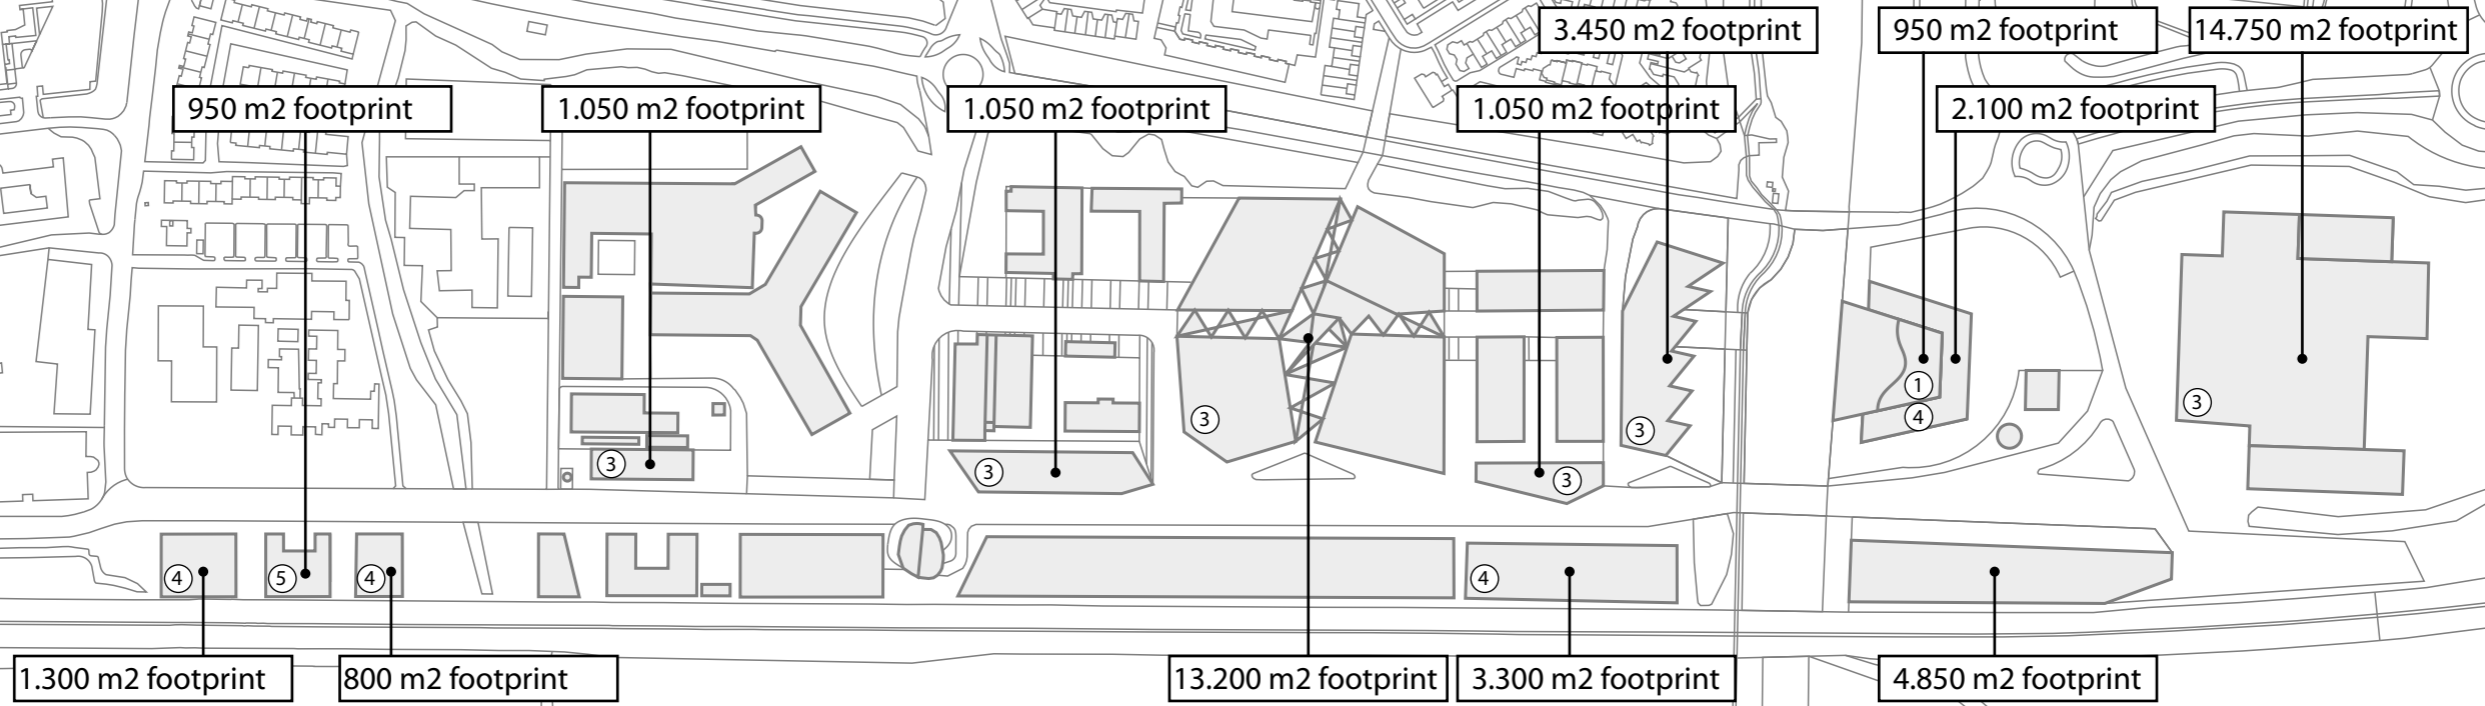 3.450 m2 footprint
950 m2 footprint
14.750 m2 footprint
950 m2 footprint
1.050 m2 footprint
1.050 m2 footprint
1.050 m2 footprint
2.100 m2 footprint
1
3
4
3
3
3
3
3
4
5
4
4
1.300 m2 footprint
800 m2 footprint
13.200 m2 footprint
3.300 m2 footprint
4.850 m2 footprint